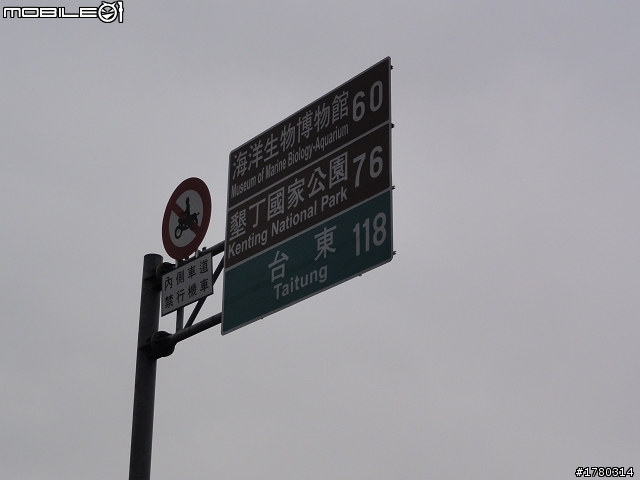 mobile01
海洋生物博物館 60
Museum of Marine Biology-Aquarium
墾丁國家公園 76
Kenting National Park
台東 118
Taitung
內側車道
禁行機車
#1780314